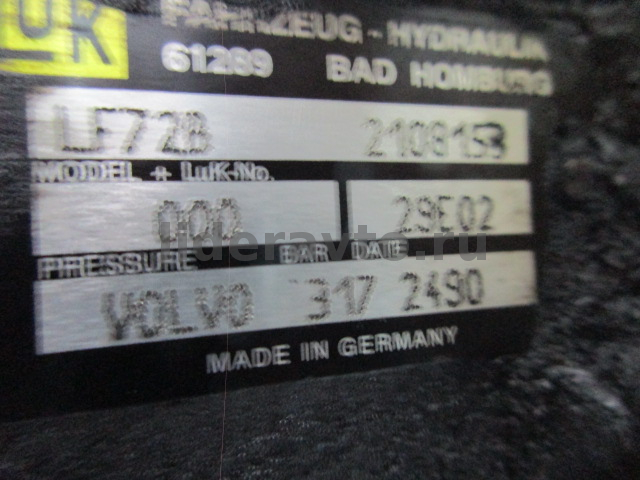 LUK FAHRZEUG - HYDRAULIK
61289 BAD HOMBURG
LF72B 2108153
MODEL + LuK-No.
000 29E02
PRESSURE BAR DATE
VOLVO 317 2490
MADE IN GERMANY
lideravto.ru